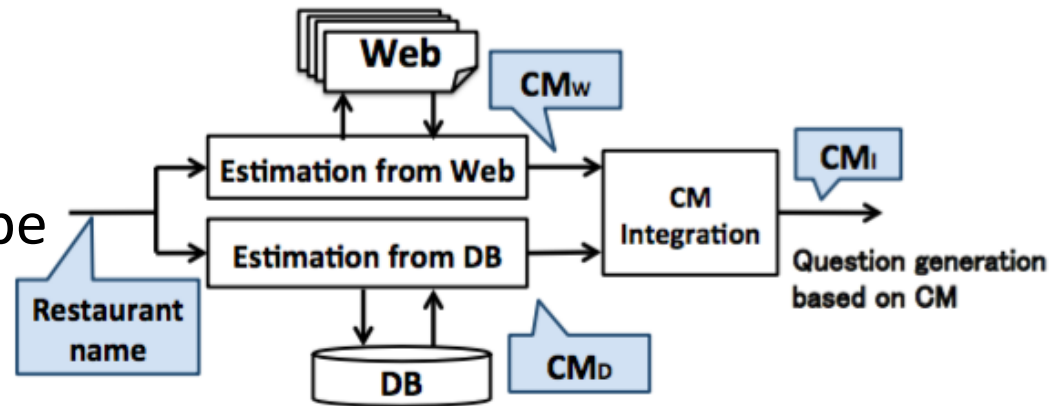 Web
CMW
Estimation from Web
CMI
CM
Integration
Estimation from DB
Question generation
based on CM
Restaurant
name
CMD
DB